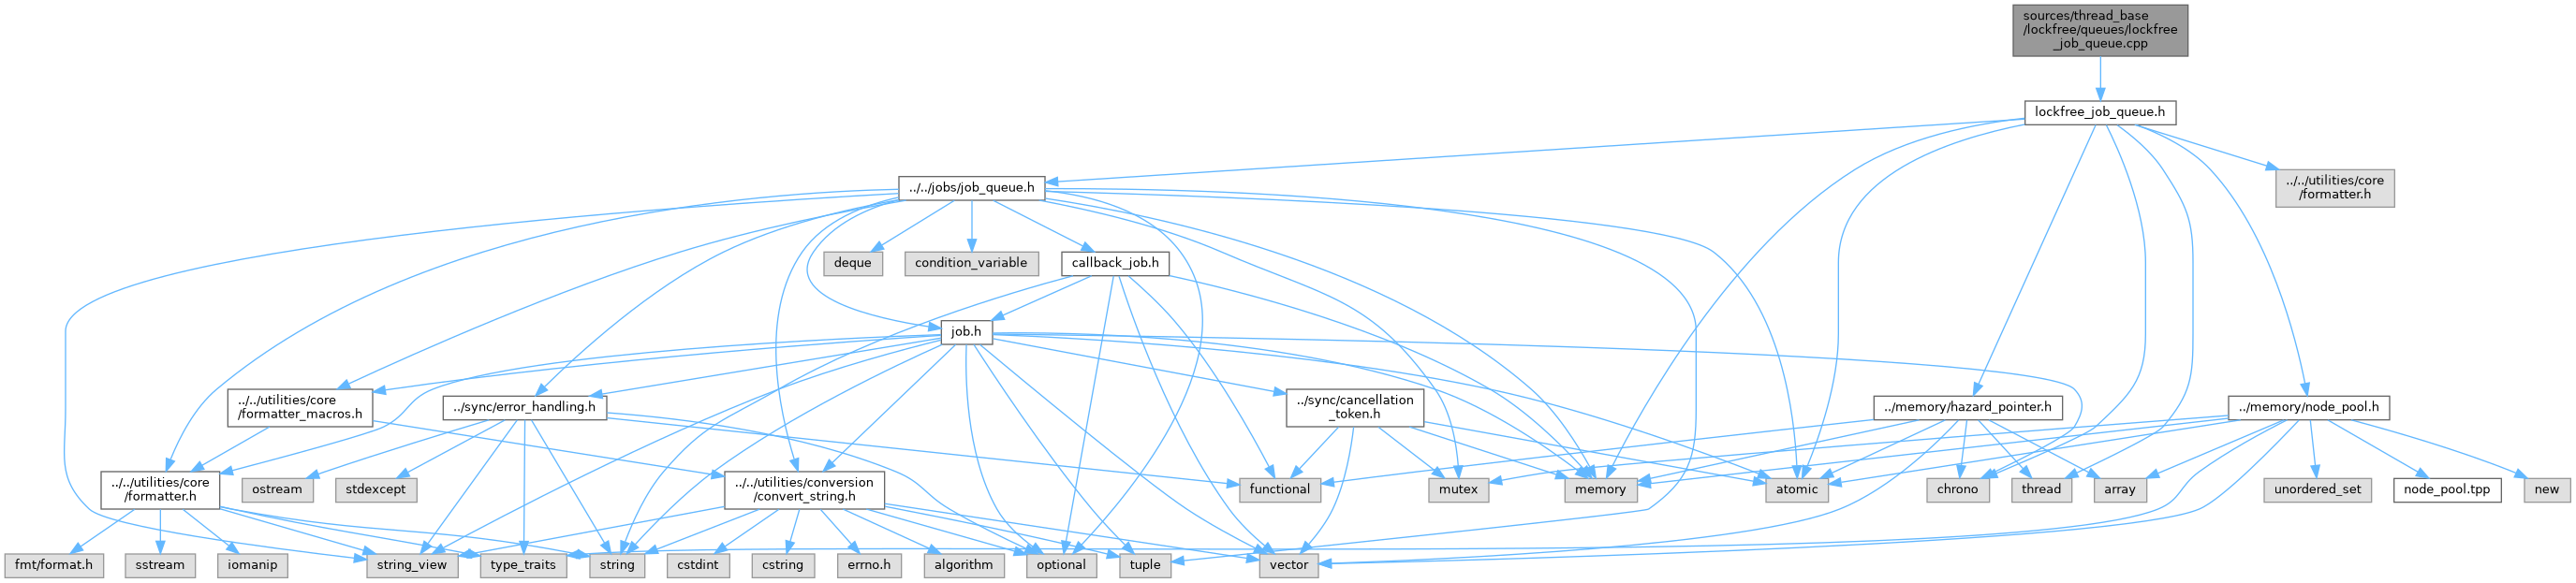 sources/thread_base
/lockfree/queues/lockfree
_job_queue.cpp
lockfree_job_queue.h
../../jobs/job_queue.h
../../utilities/core
/formatter.h
deque
condition_variable
callback_job.h
job.h
../../utilities/core
/formatter_macros.h
../sync/error_handling.h
../sync/cancellation
_token.h
../memory/hazard_pointer.h
../memory/node_pool.h
../../utilities/core
/formatter.h
ostream
stdexcept
../../utilities/conversion
/convert_string.h
functional
mutex
memory
atomic
chrono
thread
array
unordered_set
node_pool.tpp
new
fmt/format.h
sstream
iomanip
string_view
type_traits
string
cstdint
cstring
errno.h
algorithm
optional
tuple
vector